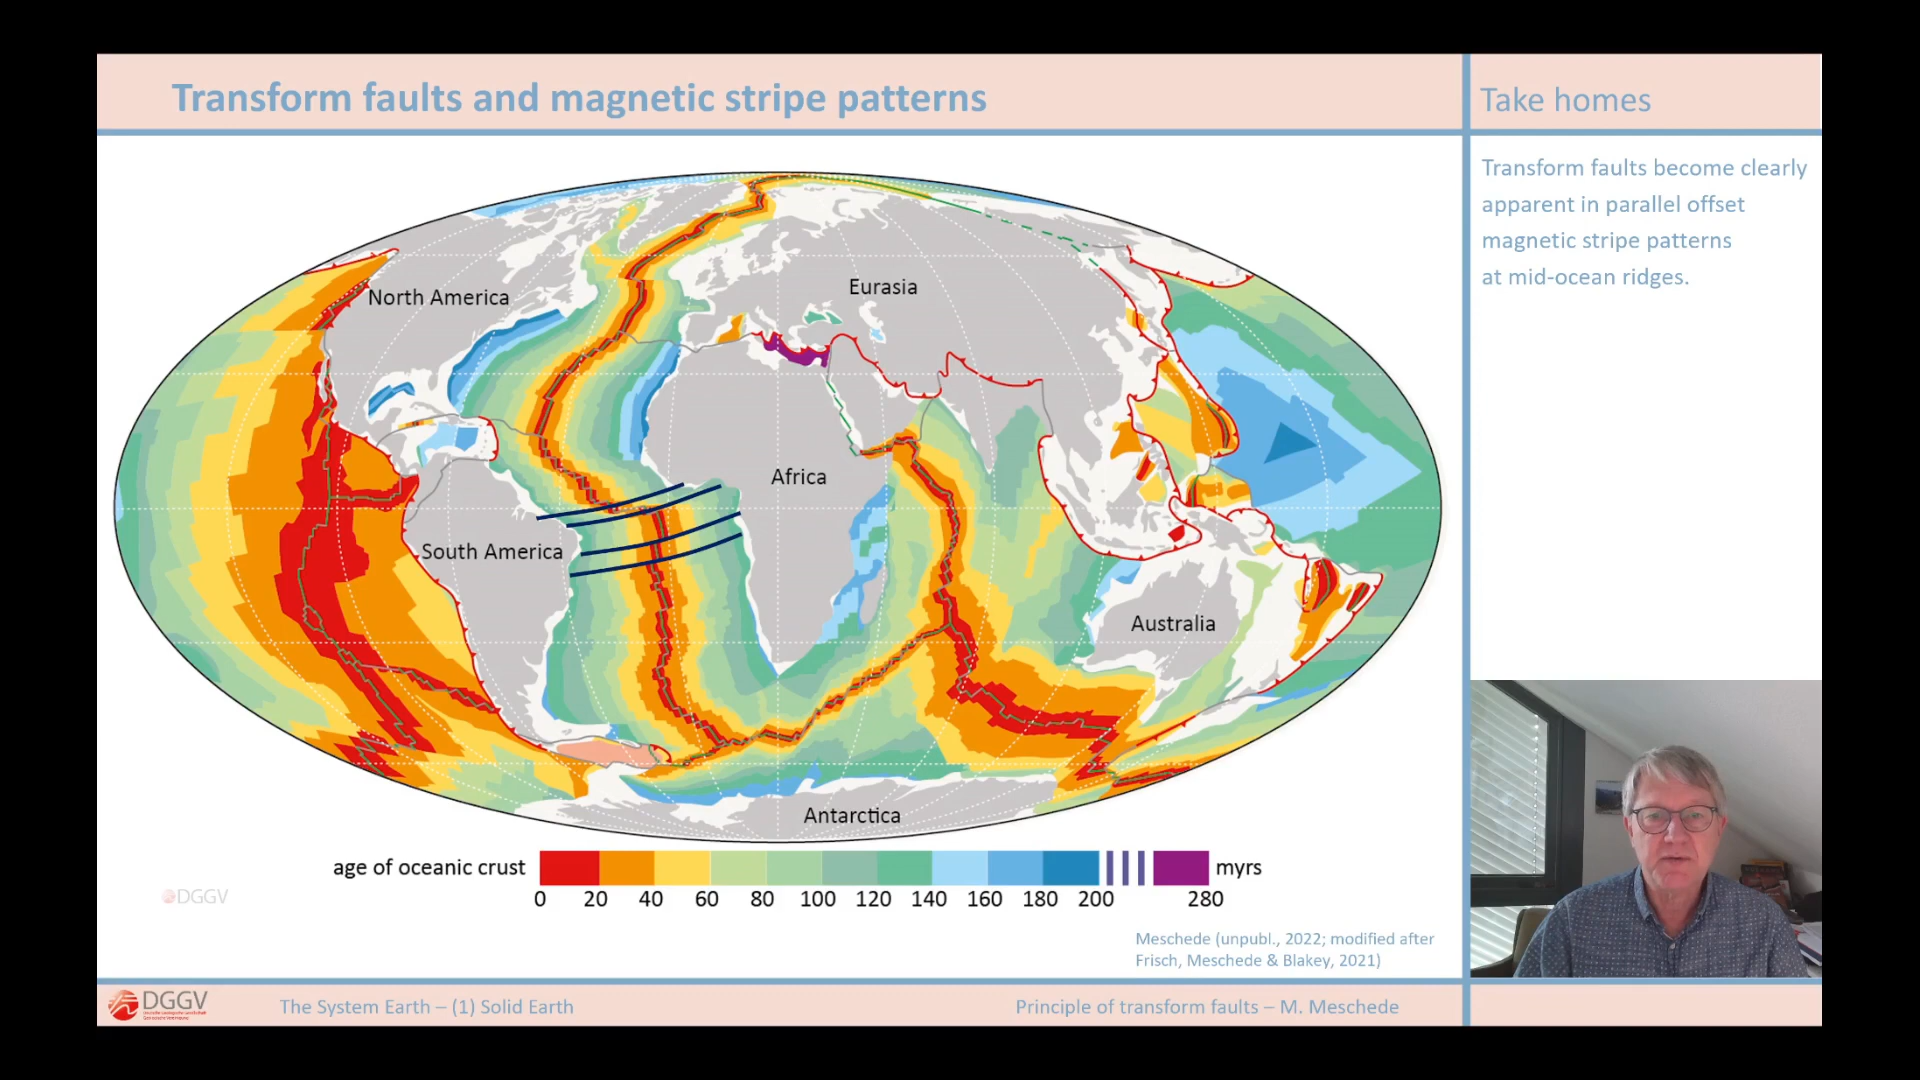 Transform faults and magnetic stripe patterns
Take homes
Transform faults become clearly
apparent in parallel offset
magnetic stripe patterns
at mid-ocean ridges.
North America
Eurasia
Africa
South America
Australia
Antarctica
age of oceanic crust
myrs
0 20 40 60 80 100 120 140 160 180 200 280
DGGV
Meschede (unpubl., 2022; modified after
Frisch, Meschede & Blakey, 2021)
DGGV
The System Earth – (1) Solid Earth
Principle of transform faults – M. Meschede